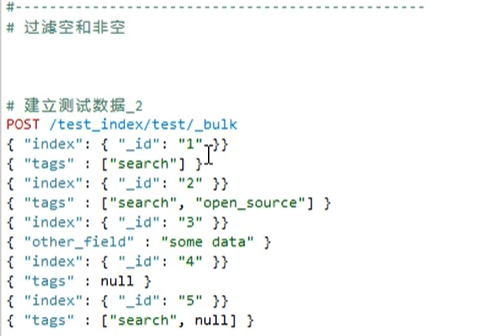 #------------------------------------------------
# 过滤空和非空
# 建立测试数据_2
POST /test_index/test/_bulk
{ "index": { "_id": "1" }}
{ "tags" : ["search"] }
{ "index": { "_id": "2" }}
{ "tags" : ["search", "open_source"] }
{ "index": { "_id": "3" }}
{ "other_field" : "some data" }
{ "index": { "_id": "4" }}
{ "tags" : null }
{ "index": { "_id": "5" }}
{ "tags" : ["search", null] }